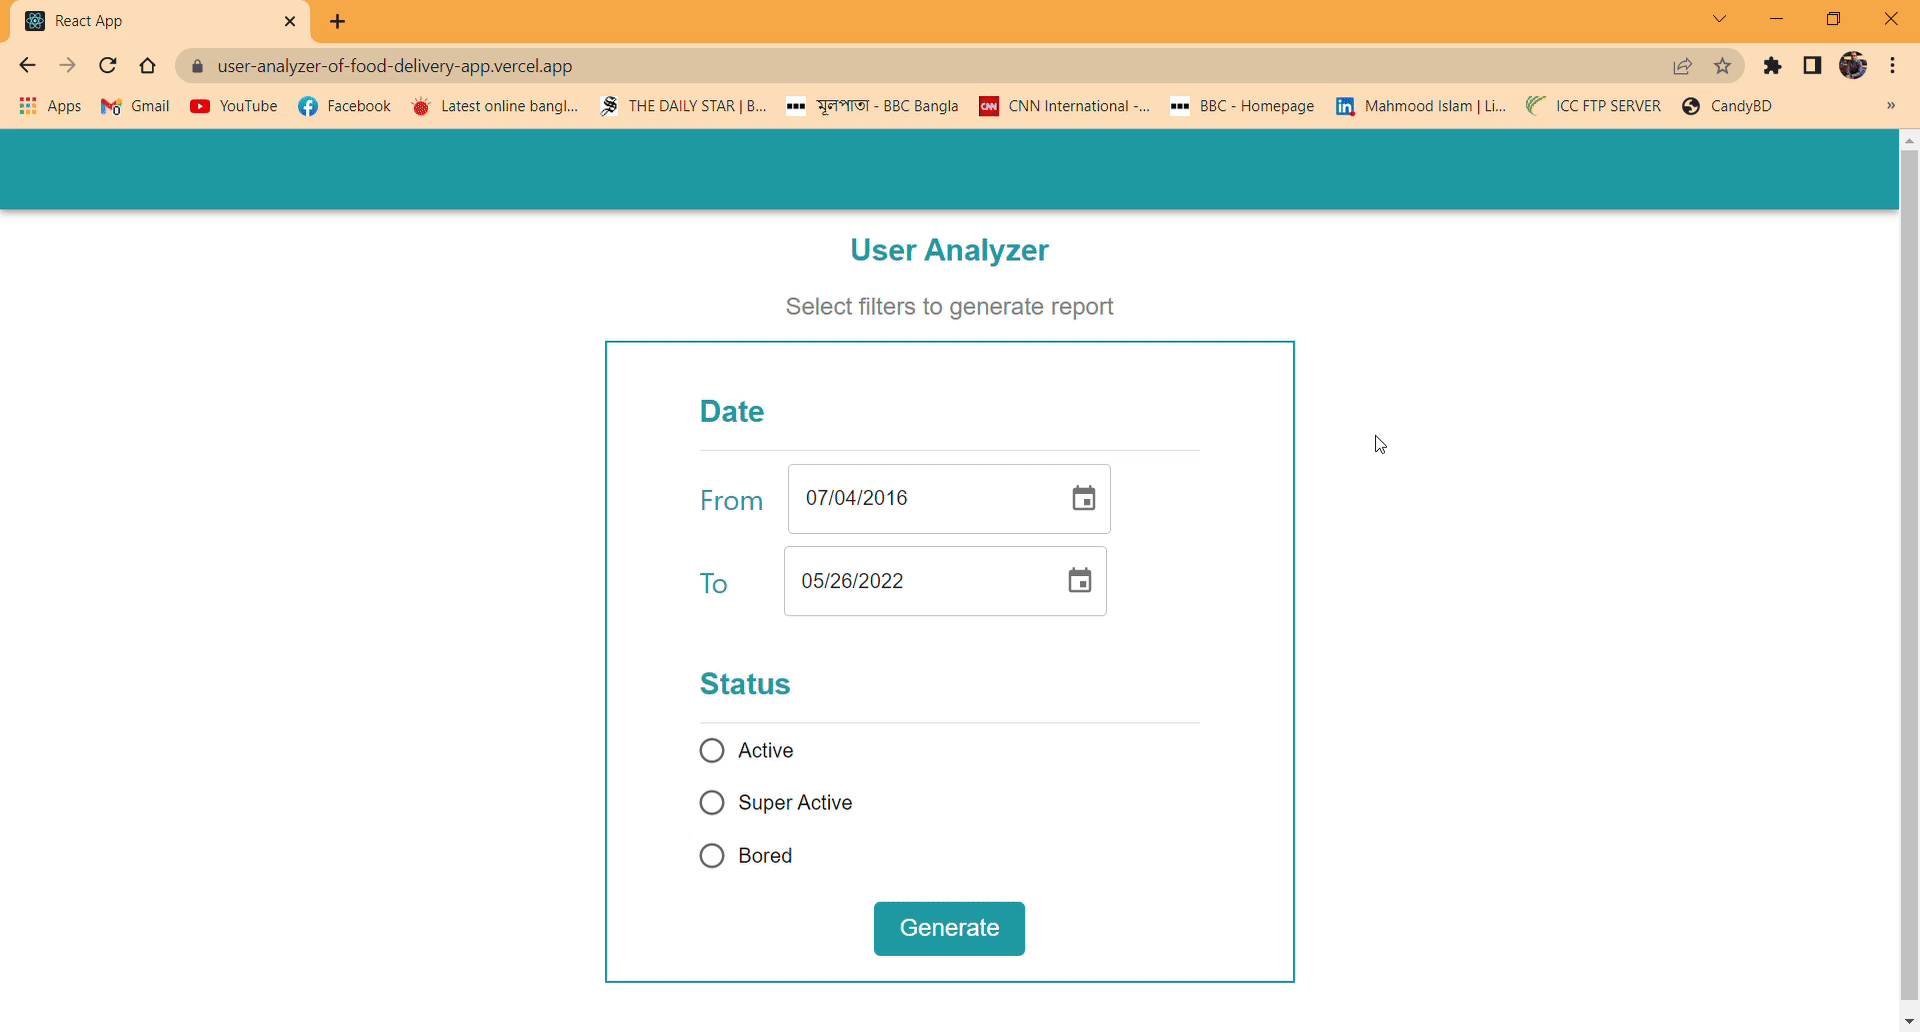 React App
user-analyzer-of-food-delivery-app.vercel.app
Apps Gmail YouTube Facebook Latest online bangl... THE DAILY STAR | B... মূলপাতা - BBC Bangla CNN International -... BBC - Homepage Mahmood Islam | Li... ICC FTP SERVER CandyBD »
User Analyzer
Select filters to generate report
Date
From 07/04/2016
To 05/26/2022
Status
Active
Super Active
Bored
Generate